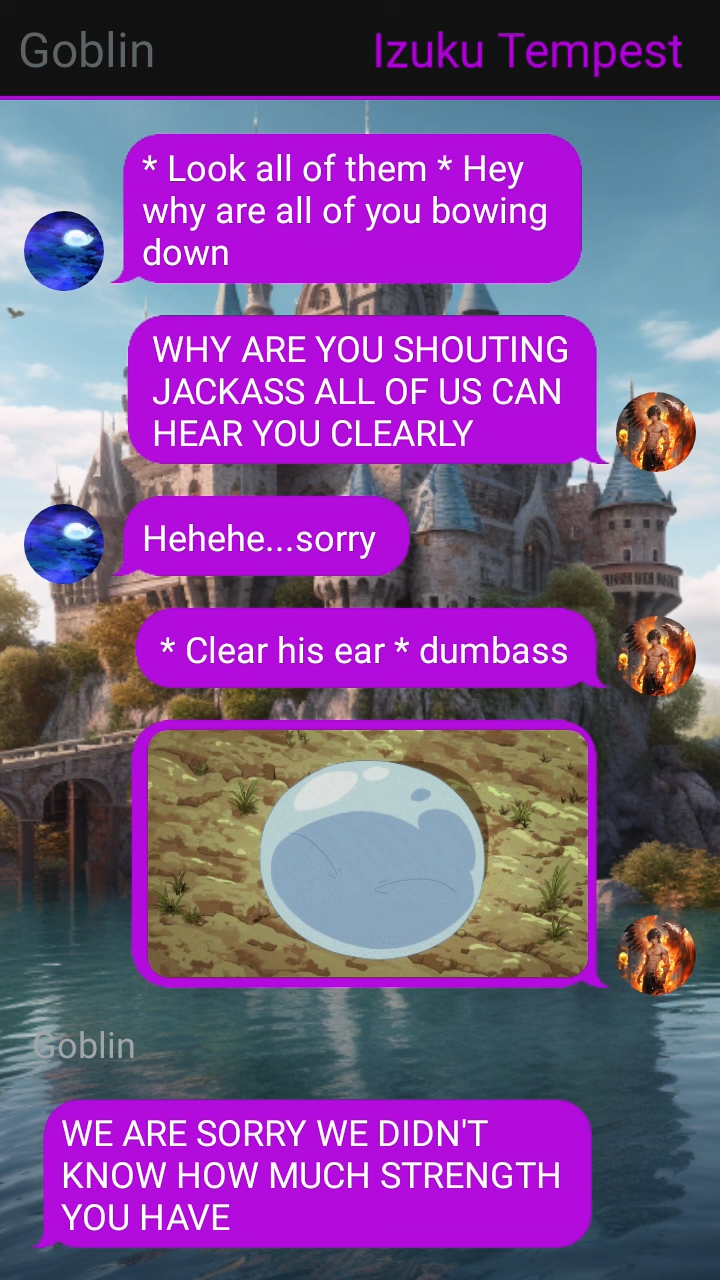 Goblin
Izuku Tempest
* Look all of them * Hey
why are all of you bowing
down
WHY ARE YOU SHOUTING
JACKASS ALL OF US CAN
HEAR YOU CLEARLY
Hehehe...sorry
* Clear his ear * dumbass
Goblin
WE ARE SORRY WE DIDN'T
KNOW HOW MUCH STRENGTH
YOU HAVE